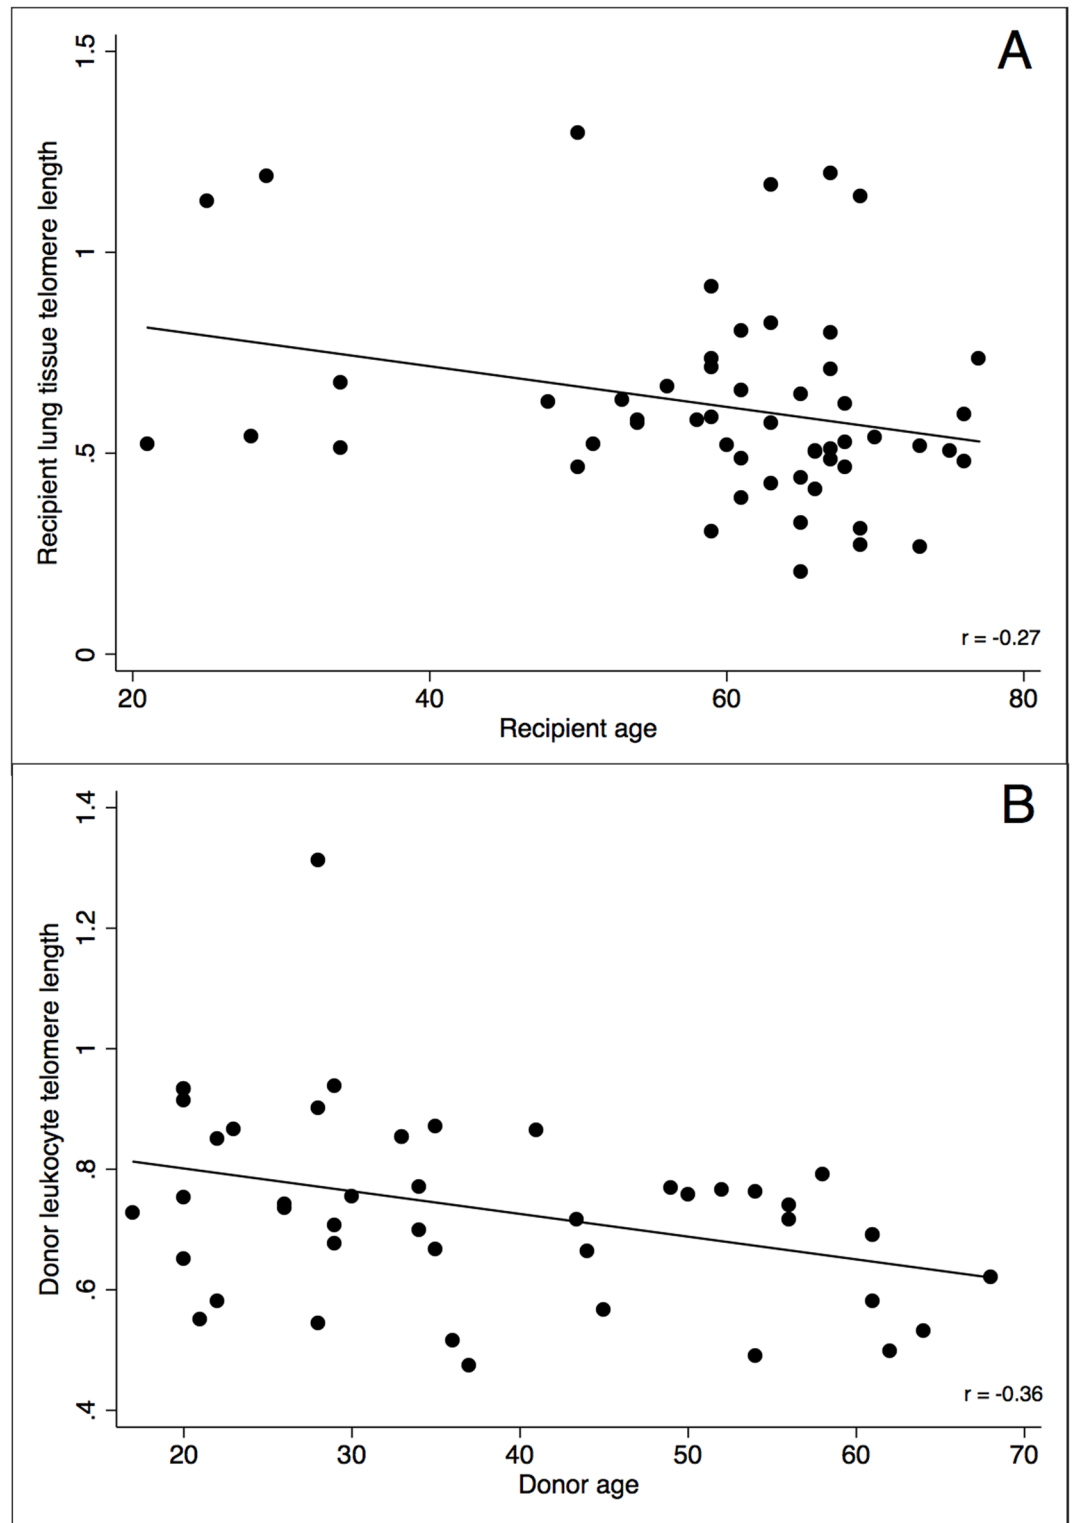 A
1.5
1
.5
0
Recipient lung tissue telomere length
r = -0.27
20 40 60 80
Recipient age
B
1.4
1.2
1
.8
.6
.4
Donor leukocyte telomere length
r = -0.36
20 30 40 50 60 70
Donor age